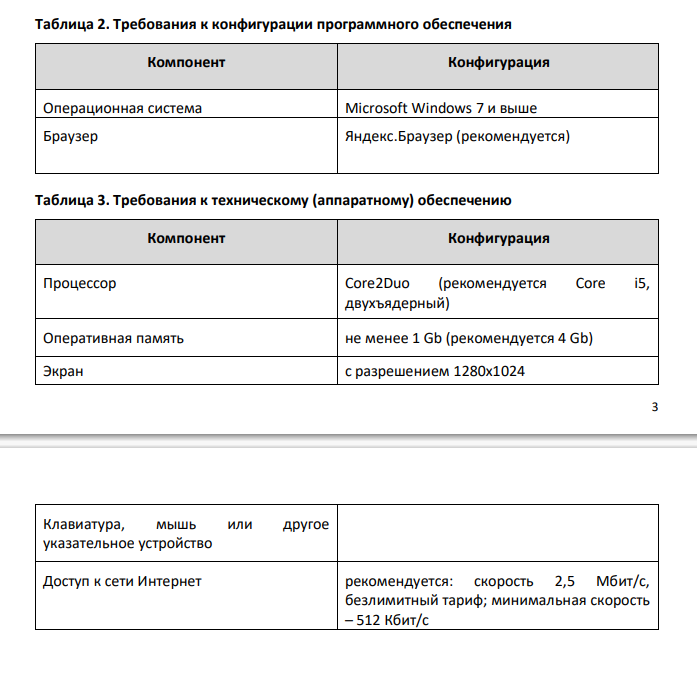 Таблица 2. Требования к конфигурации программного обеспечения
Компонент Конфигурация
Операционная система Microsoft Windows 7 и выше
Браузер Яндекс.Браузер (рекомендуется)
Таблица 3. Требования к техническому (аппаратному) обеспечению
Компонент Конфигурация
Процессор Core2Duo (рекомендуется Core i5,
двухъядерный)
Оперативная память не менее 1 Gb (рекомендуется 4 Gb)
Экран с разрешением 1280x1024
3
Клавиатура, мышь или другое
указательное устройство
Доступ к сети Интернет рекомендуется: скорость 2,5 Мбит/с,
безлимитный тариф; минимальная скорость
– 512 Кбит/с